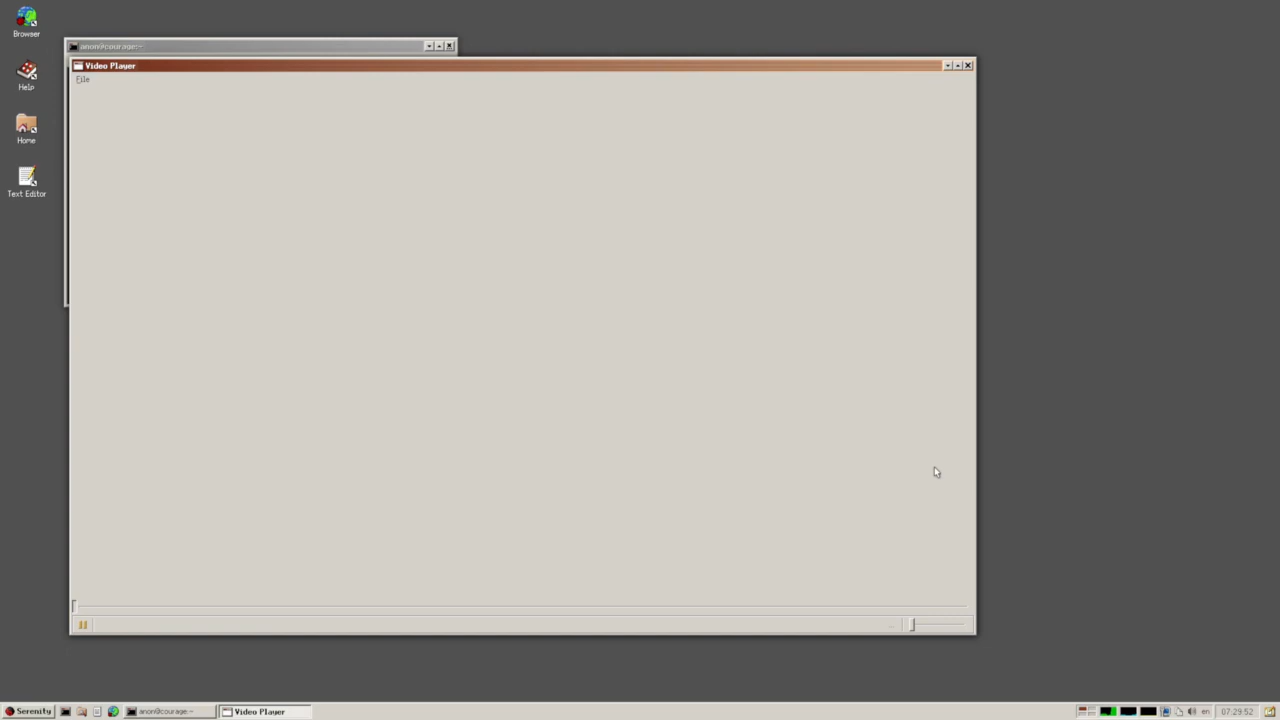 Browser
anon@courage:~
Video Player
File
Help
Home
Text Editor
Serenity
anon@courage:~
Video Player
en
07:29:52